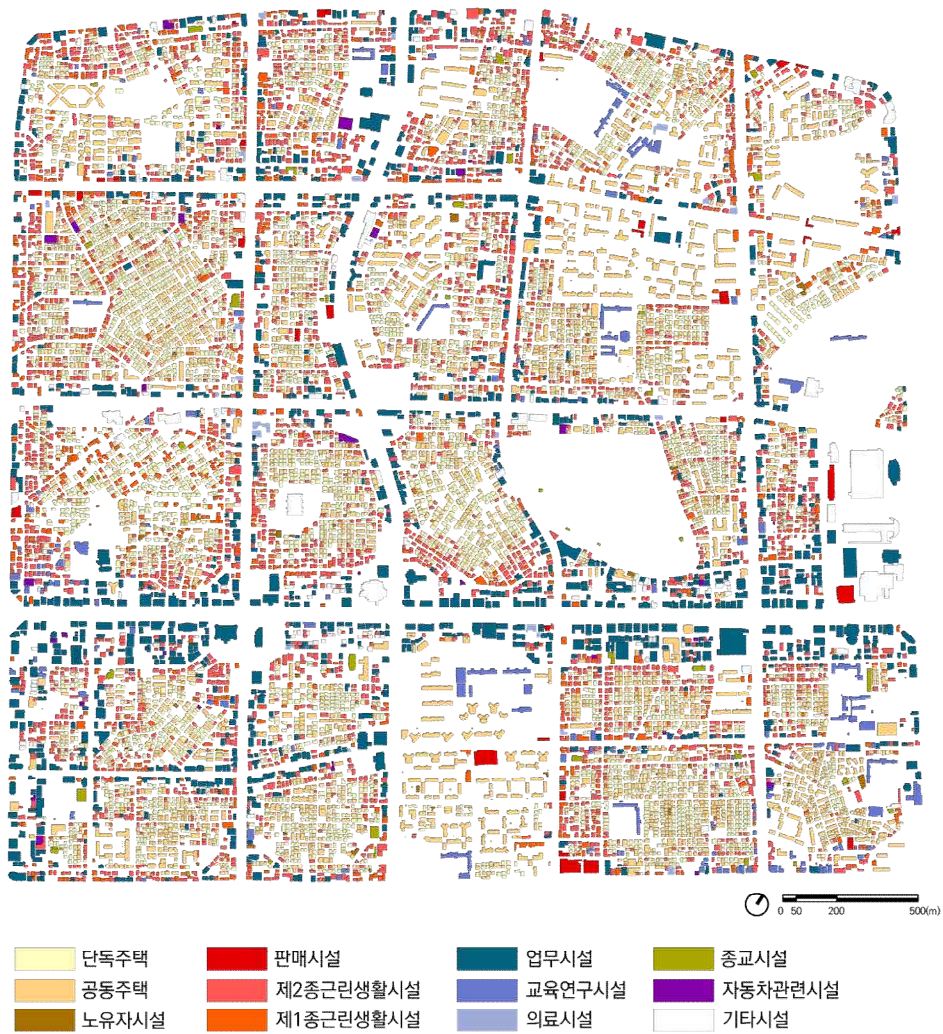 0 50 200 500(m)
단독주택 판매시설 업무시설 종교시설
공동주택 제2종근린생활시설 교육연구시설 자동차관련시설
노유자시설 제1종근린생활시설 의료시설 기타시설